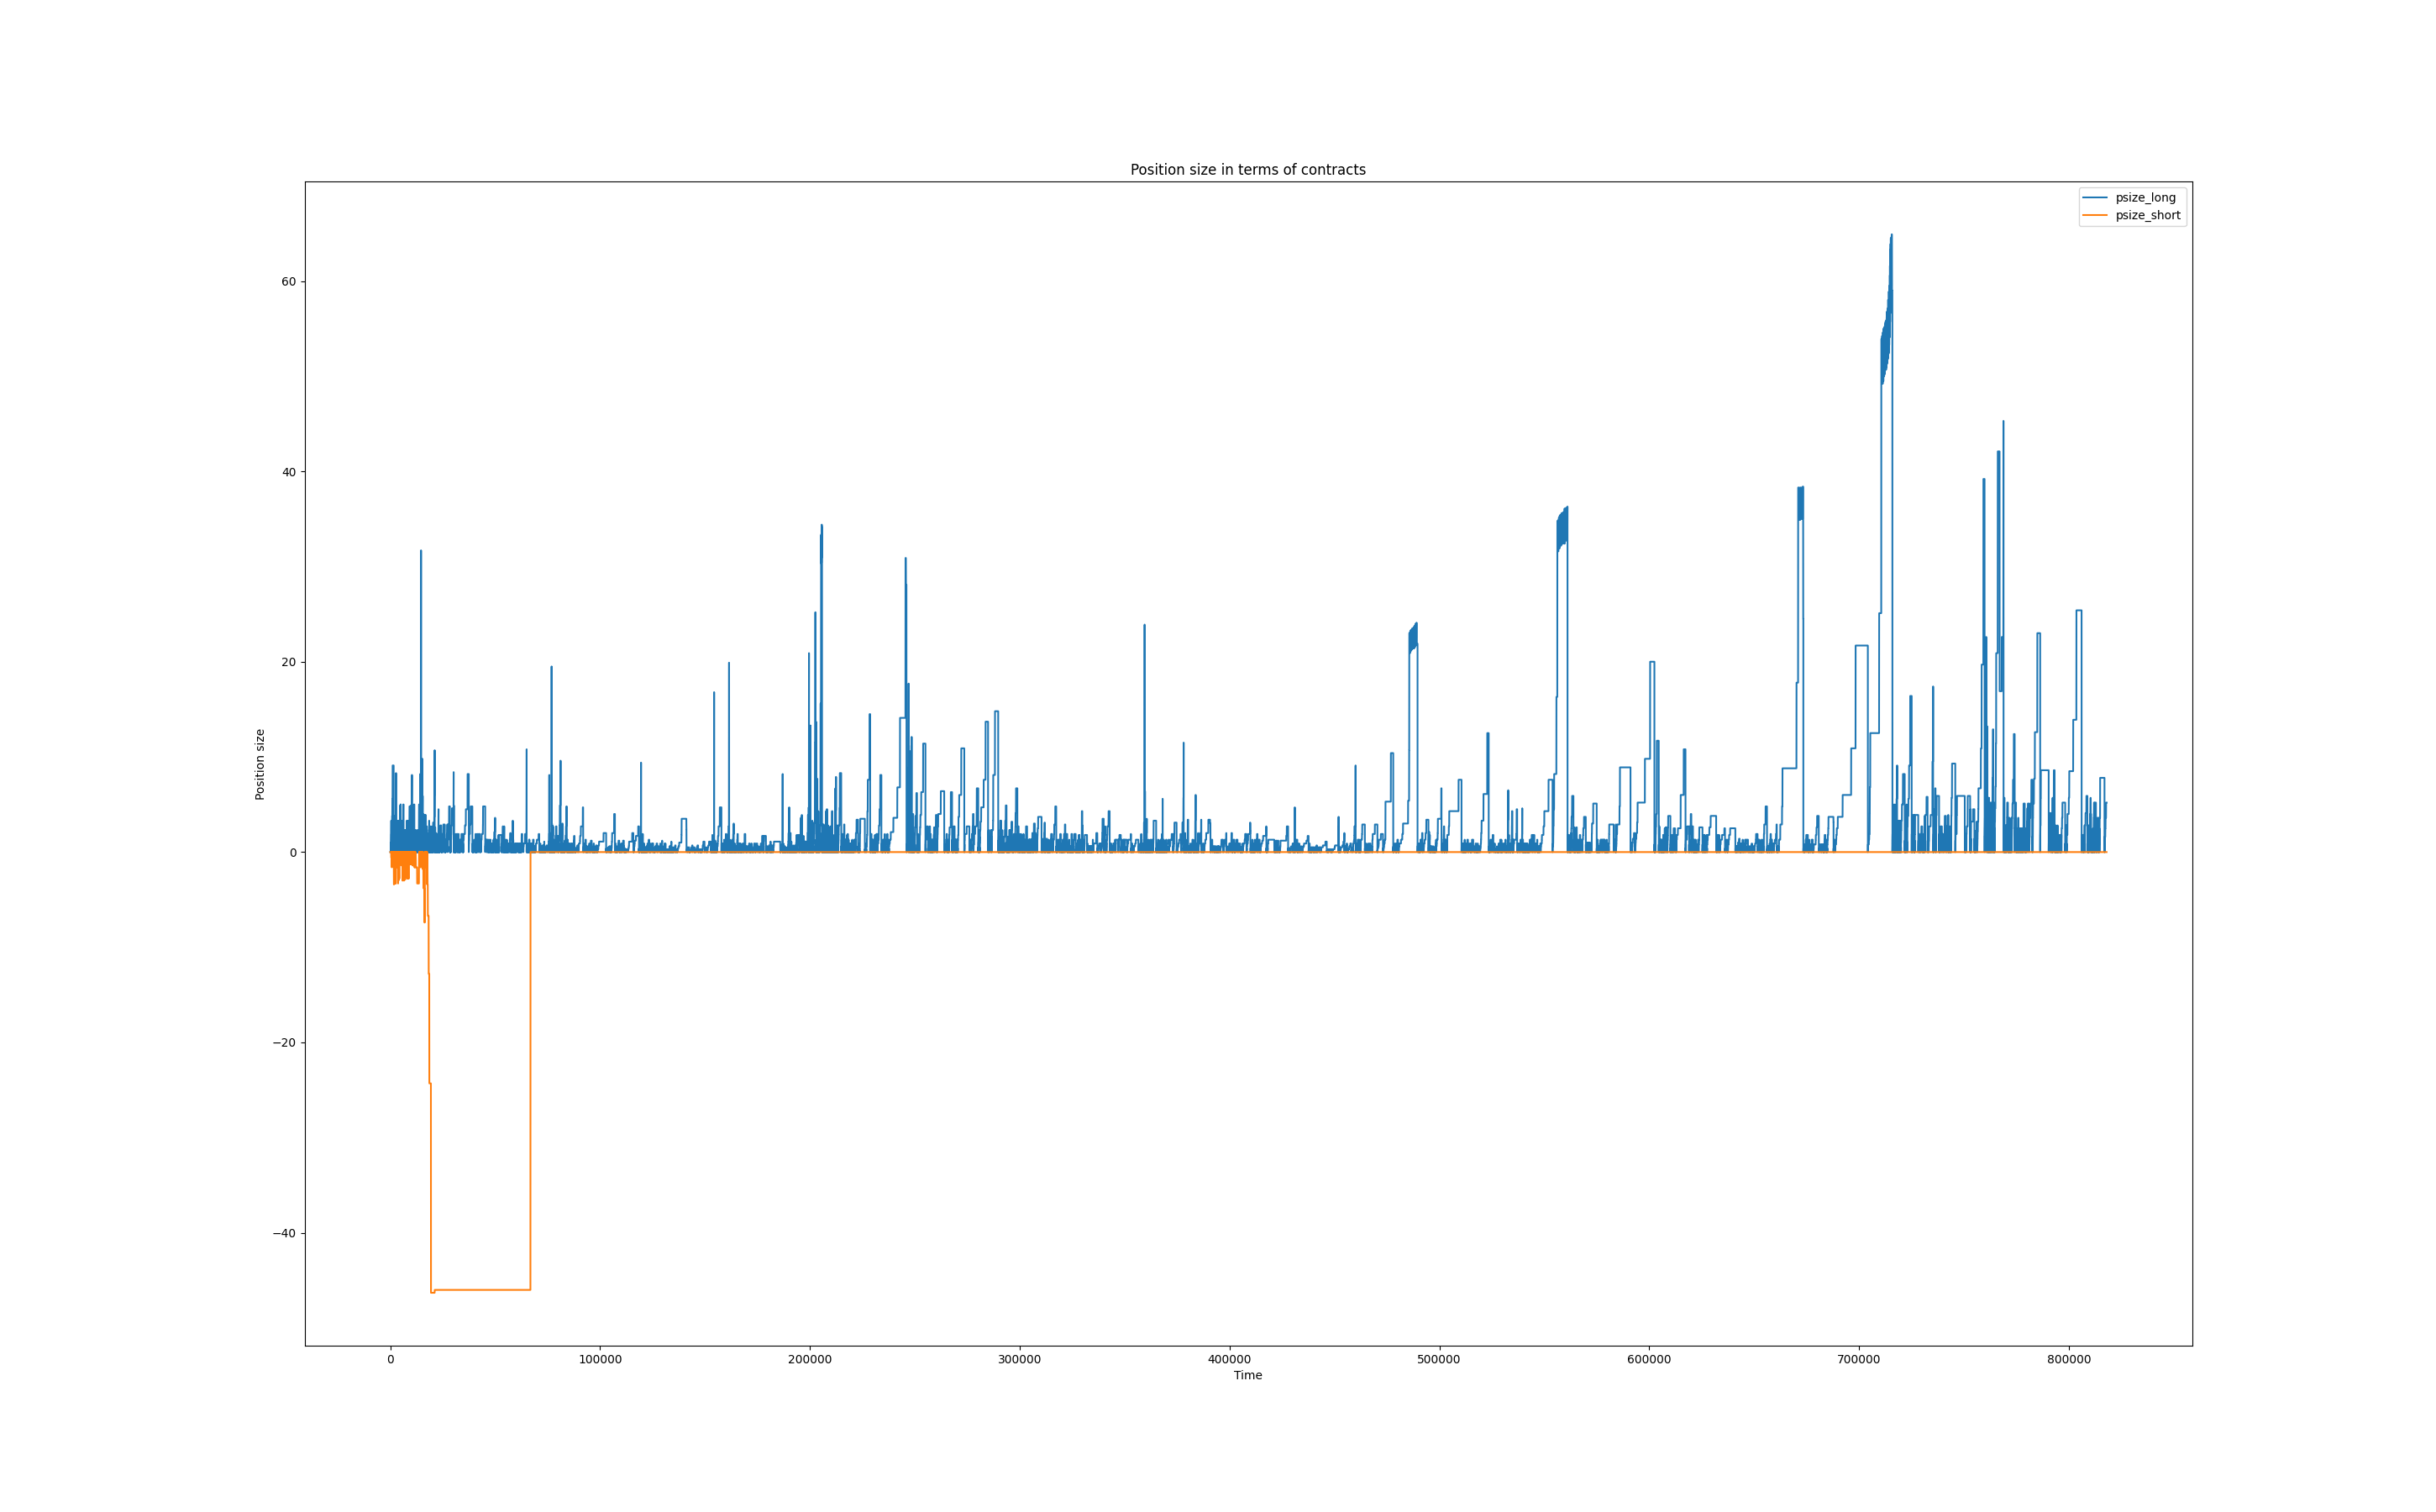 Position size in terms of contracts
psize_long
psize_short
60
40
20
0
−20
−40
Position size
0 100000 200000 300000 400000 500000 600000 700000 800000
Time